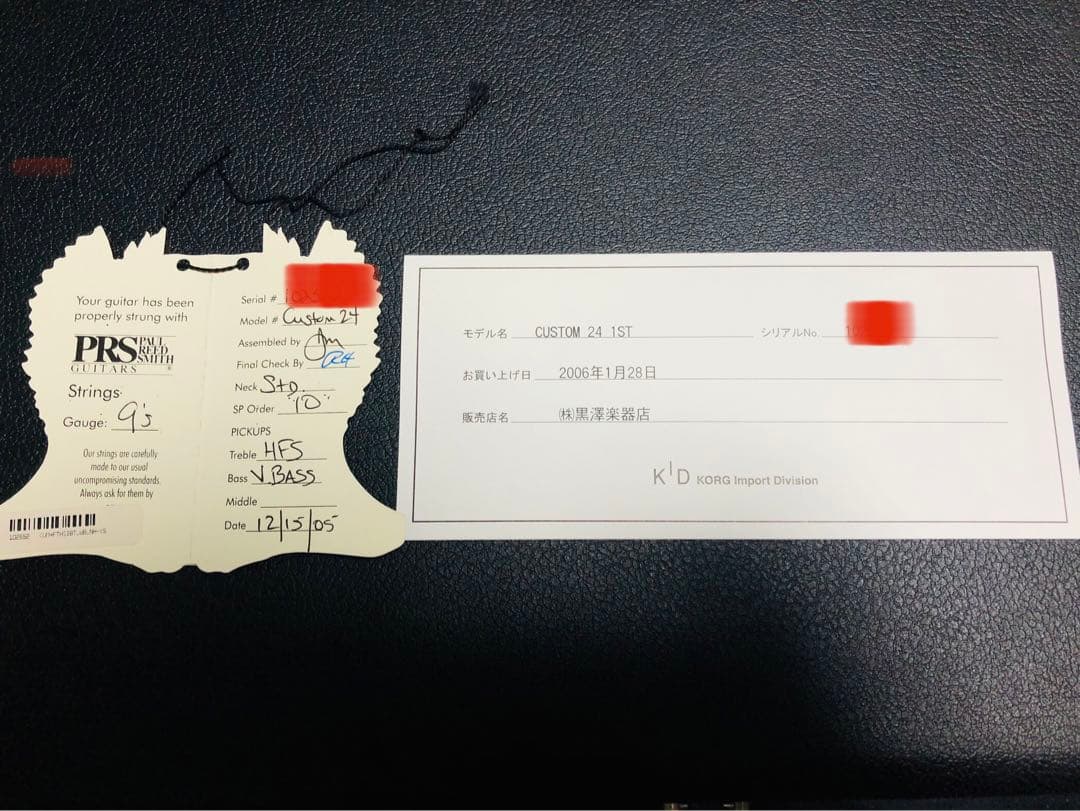 Your guitar has been
properly strung with
PRS PAUL REED SMITH
GUITARS ®
Strings
Gauge: 9's
Our strings are carefully
made to our usual
uncompromising standards.
Always ask for them by
Serial #
Model # Custom 24
Assembled by
Final Check By
Neck STD.
SP Order "10"
PICKUPS
Treble HFS
Bass V.BASS
Middle
Date 12/15/05
モデル名 CUSTOM 24 1ST シリアルNo.
お買い上げ日 2006年1月28日
販売店名 ㈱黒澤楽器店
KID KORG Import Division